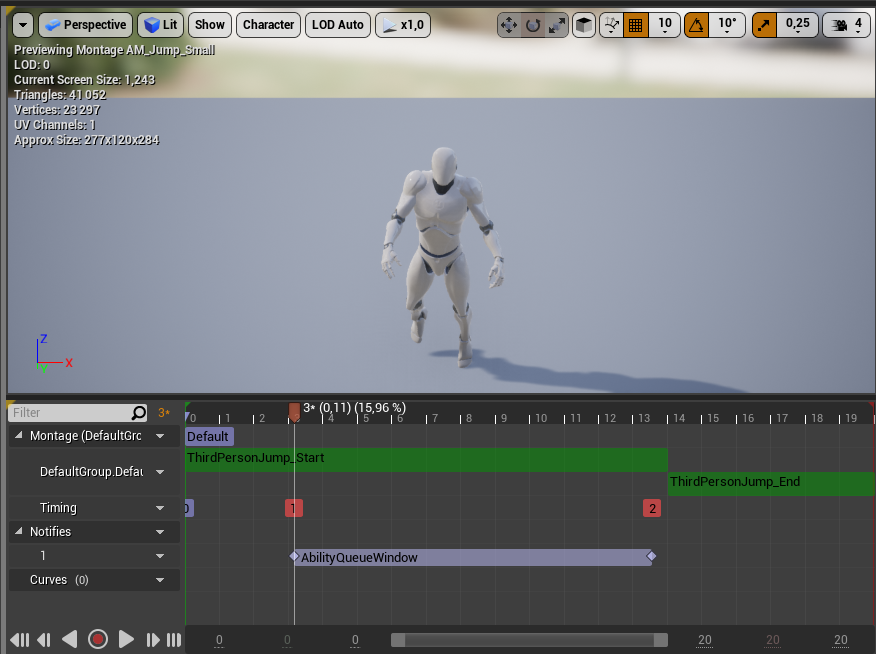 Perspective Lit Show Character LOD Auto x1,0 10 10° 0,25 4
Previewing Montage AM_Jump_Small
LOD: 0
Current Screen Size: 1,243
Triangles: 41 052
Vertices: 23 297
UV Channels: 1
Approx Size: 277x120x284
Z
X
Y
Filter 3* 3* (0,11) (15,96 %)
0 1 2 4 5 6 7 8 9 10 11 12 13 14 15 16 17 18 19
Montage (DefaultGrc Default
DefaultGroup.Defau ThirdPersonJump_Start
ThirdPersonJump_End
Timing 0 1 2
Notifies
1 AbilityQueueWindow
Curves (0)
0 0 0 20 20 20